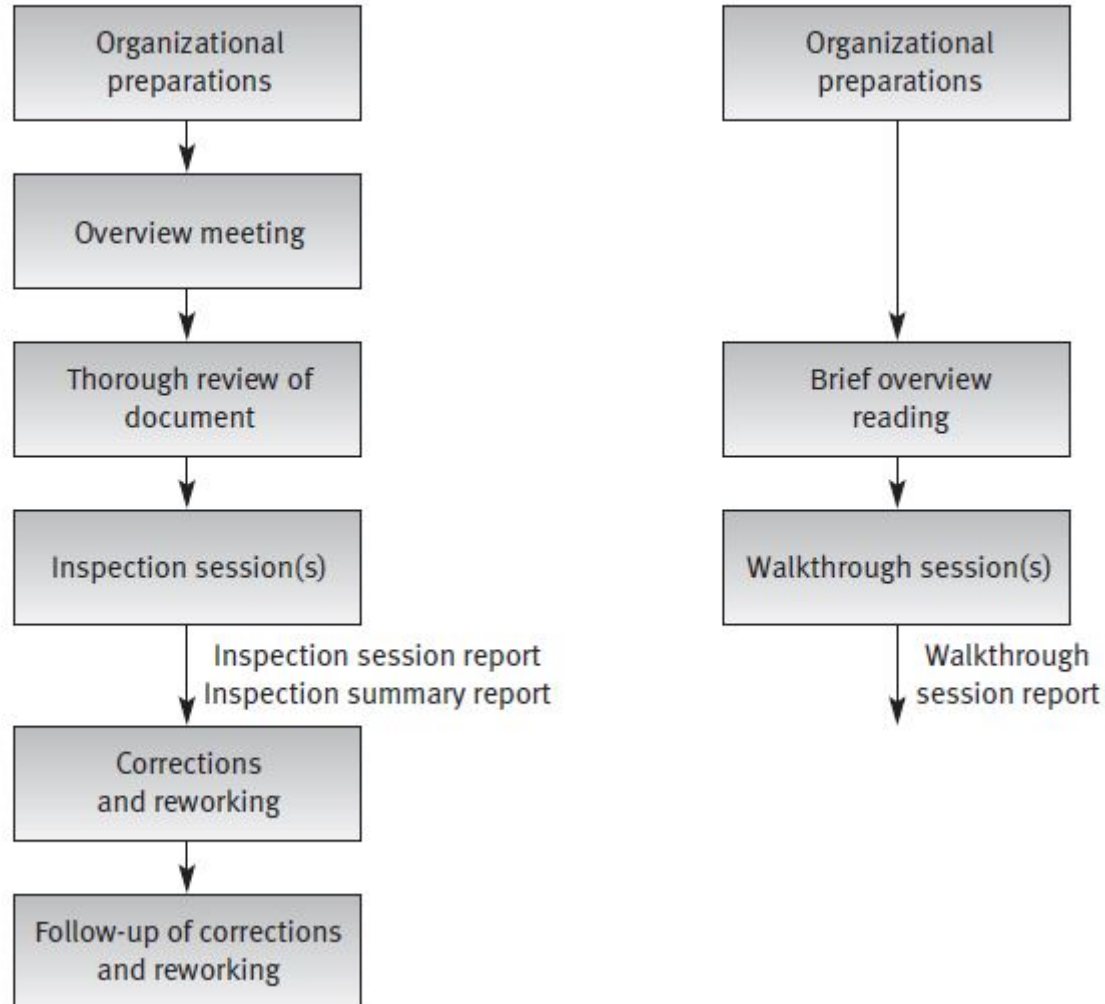 Organizational
preparations
Overview meeting
Thorough review of
document
Inspection session(s)
Inspection session report
Inspection summary report
Corrections
and reworking
Follow-up of corrections
and reworking
Organizational
preparations
Brief overview
reading
Walkthrough session(s)
Walkthrough
session report